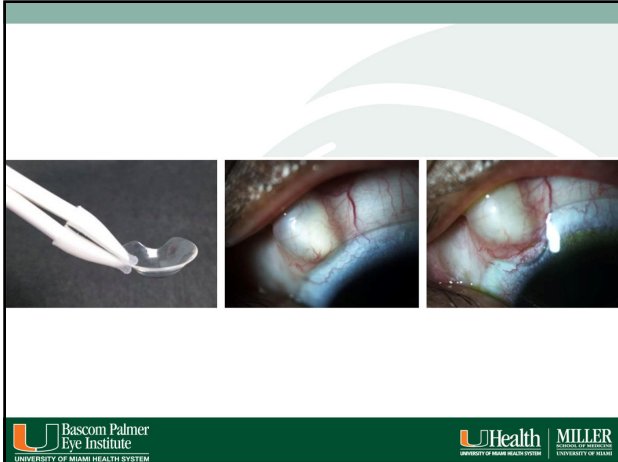 Bascom Palmer
Eye Institute
UNIVERSITY OF MIAMI HEALTH SYSTEM
UHealth
UNIVERSITY OF MIAMI HEALTH SYSTEM
MILLER
SCHOOL OF MEDICINE
UNIVERSITY OF MIAMI